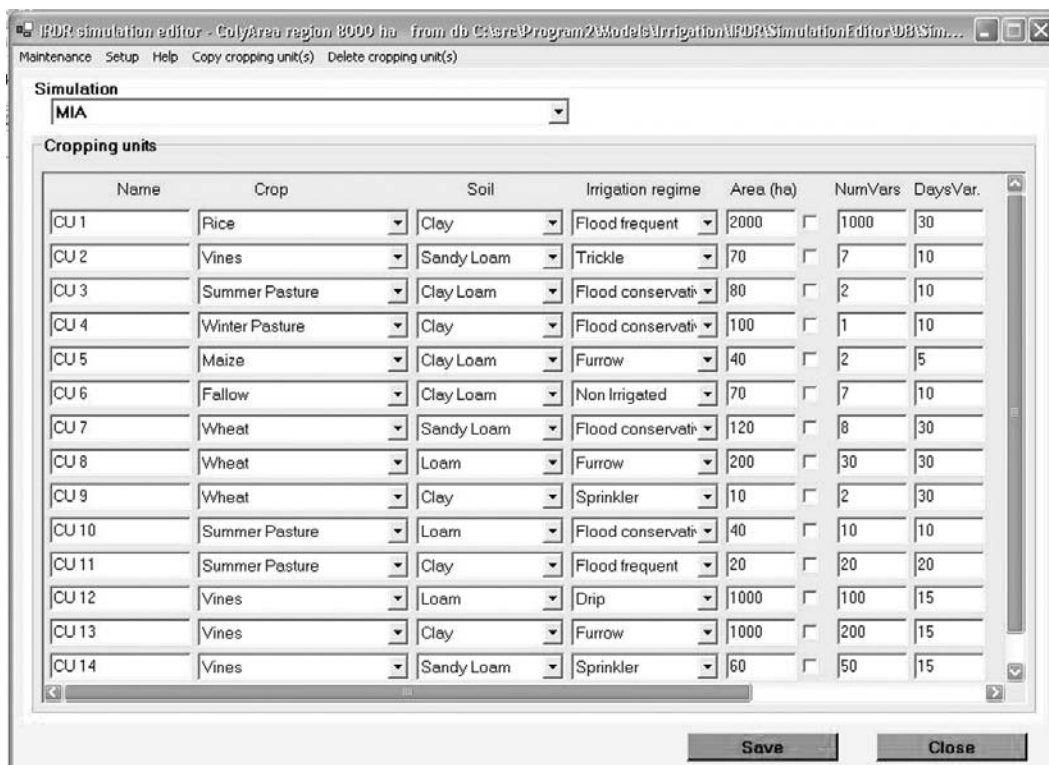 IRDR simulation editor - ColyArea region 8000 ha from db C:\src\Program2\Models\Irrigation\IRDR\SimulationEditor\DB\Sim...
Maintenance Setup Help Copy cropping unit(s) Delete cropping unit(s)
Simulation
MIA
Cropping units
Name Crop Soil Irrigation regime Area (ha) NumVars DaysVar.
CU 1 Rice Clay Flood frequent 2000 1000 30
CU 2 Vines Sandy Loam Trickle 70 7 10
CU 3 Summer Pasture Clay Loam Flood conservati 80 2 10
CU 4 Winter Pasture Clay Flood conservati 100 1 10
CU 5 Maize Clay Loam Furrow 40 2 5
CU 6 Fallow Clay Loam Non Irrigated 70 7 10
CU 7 Wheat Sandy Loam Flood conservati 120 8 30
CU 8 Wheat Loam Furrow 200 30 30
CU 9 Wheat Clay Sprinkler 10 2 30
CU 10 Summer Pasture Loam Flood conservati 40 10 10
CU 11 Summer Pasture Clay Flood frequent 20 20 20
CU 12 Vines Loam Drip 1000 100 15
CU 13 Vines Clay Furrow 1000 200 15
CU 14 Vines Sandy Loam Sprinkler 60 50 15
Save Close